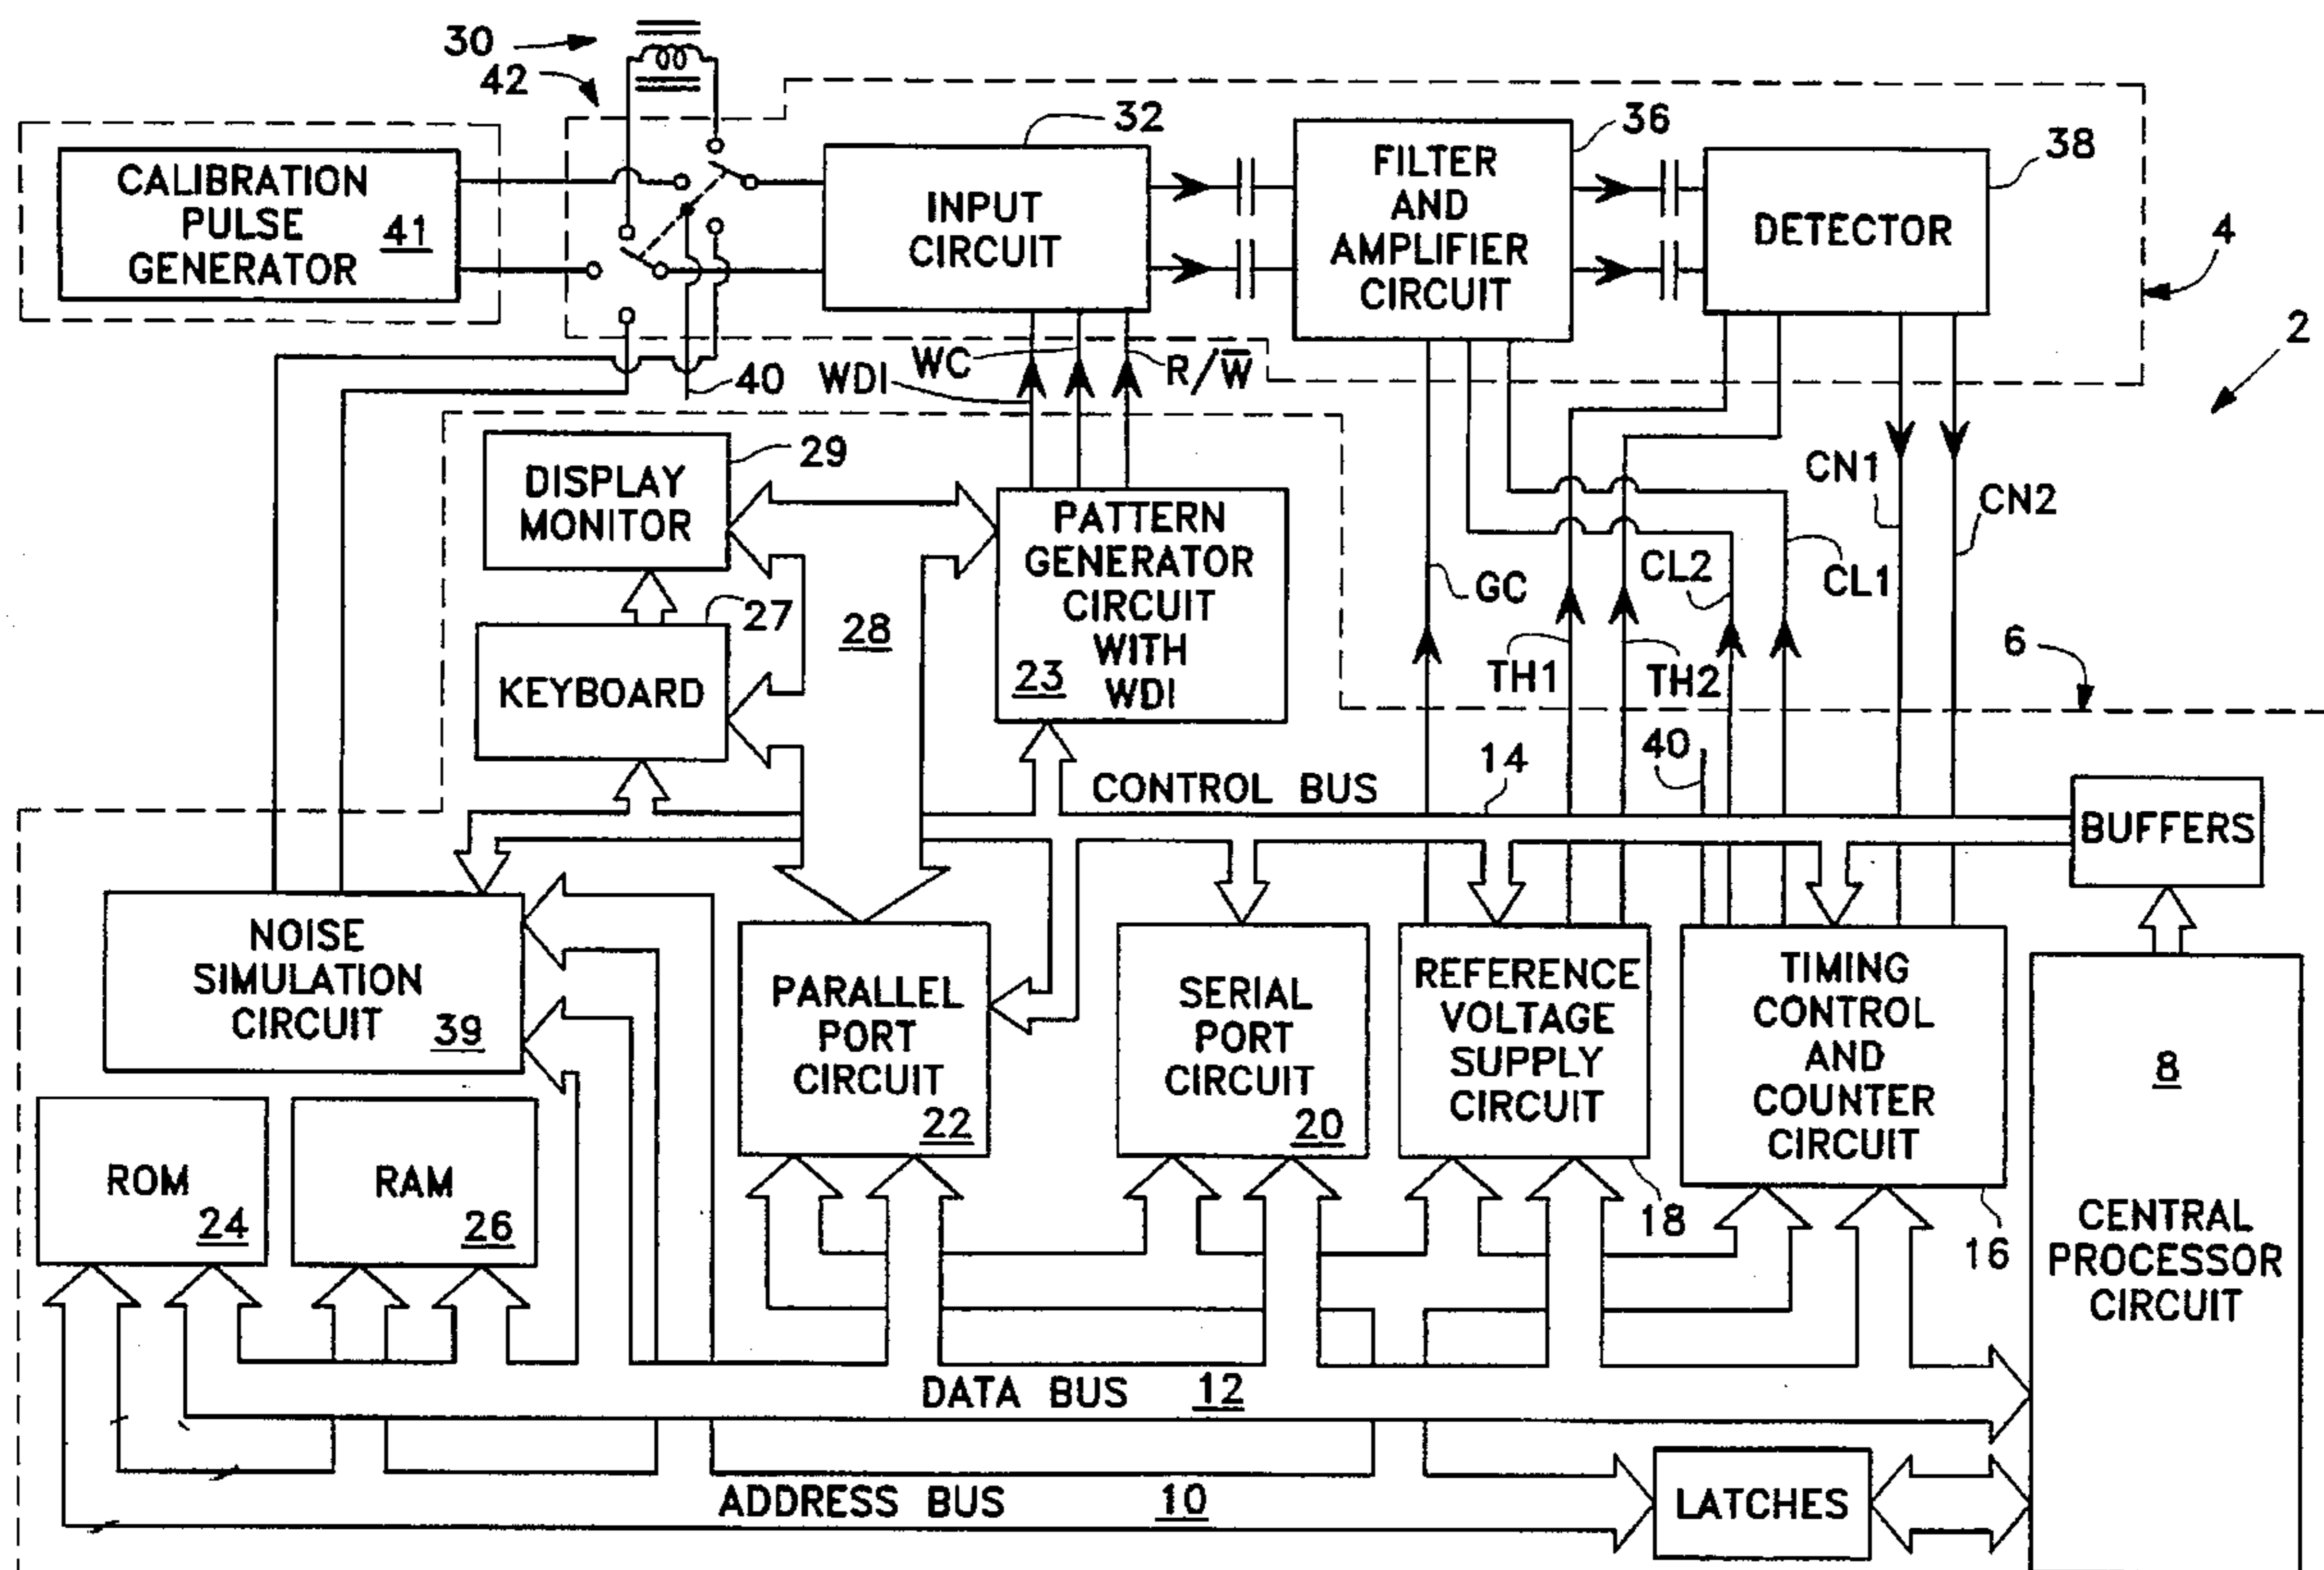 30
42
CALIBRATION
PULSE
GENERATOR
41
32
INPUT
CIRCUIT
36
FILTER
AND
AMPLIFIER
CIRCUIT
38
DETECTOR
4
2
WDI
WC
R/W̅
40
DISPLAY
MONITOR
29
PATTERN
GENERATOR
CIRCUIT
WITH
WDI
23
28
27
KEYBOARD
GC
TH1
TH2
CL2
CL1
CN1
CN2
6
40
CONTROL BUS
14
BUFFERS
NOISE
SIMULATION
CIRCUIT
39
PARALLEL
PORT
CIRCUIT
22
SERIAL
PORT
CIRCUIT
20
REFERENCE
VOLTAGE
SUPPLY
CIRCUIT
18
TIMING
CONTROL
AND
COUNTER
CIRCUIT
16
8
CENTRAL
PROCESSOR
CIRCUIT
ROM
24
RAM
26
DATA BUS 12
ADDRESS BUS 10
LATCHES